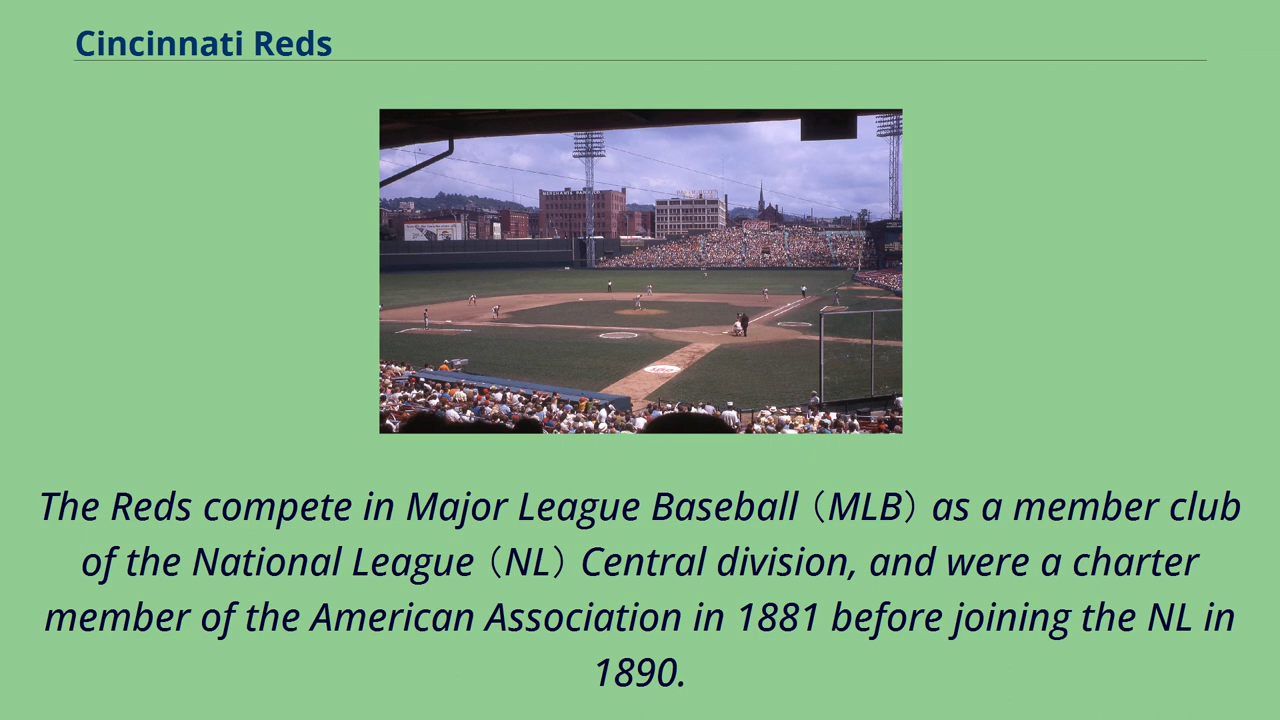 Cincinnati Reds
The Reds compete in Major League Baseball（MLB）as a member club
of the National League（NL）Central division, and were a charter
member of the American Association in 1881 before joining the NL in
1890.